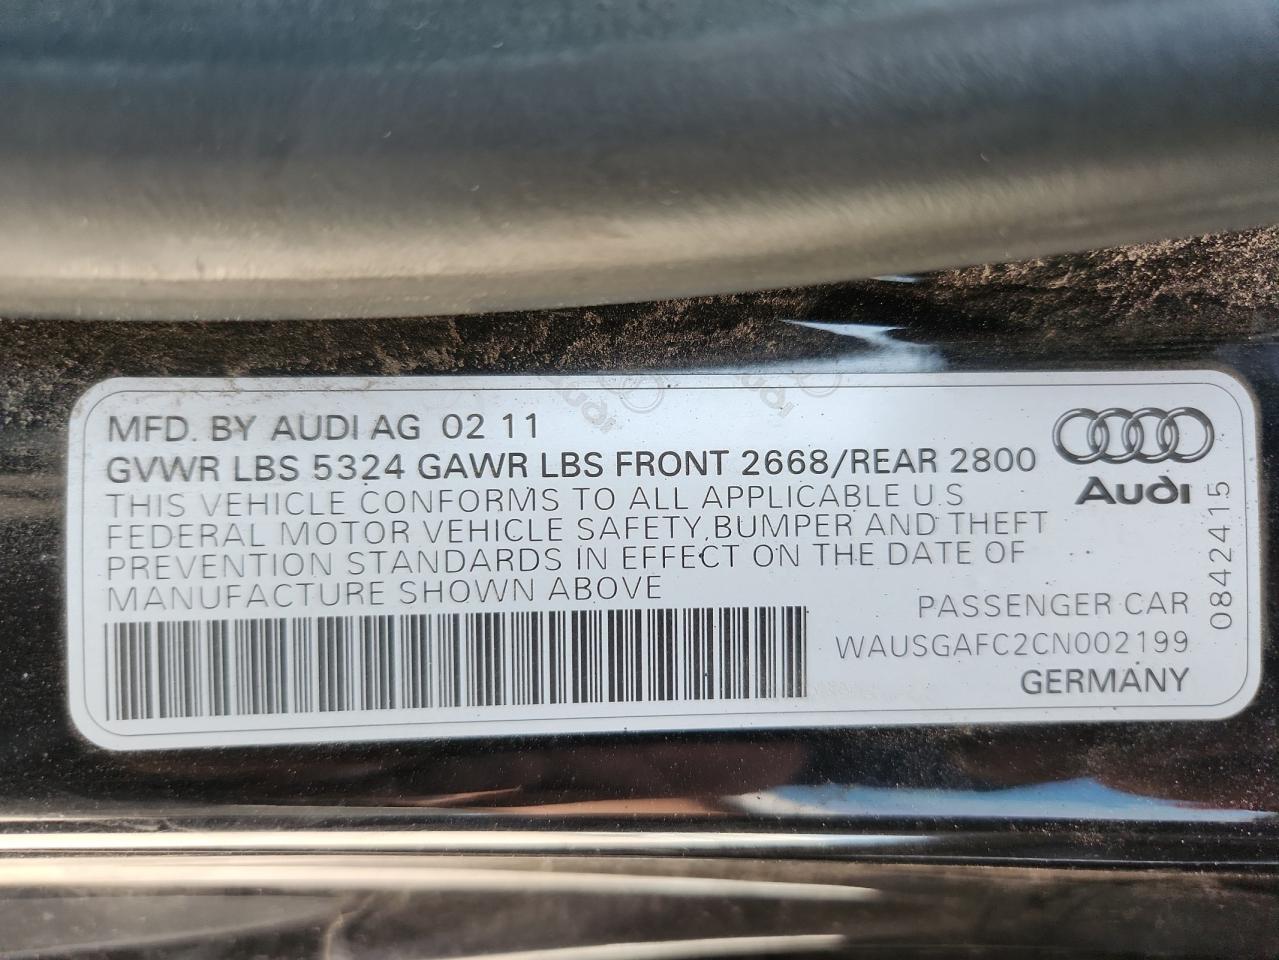 MFD. BY AUDI AG 02 11
GVWR LBS 5324 GAWR LBS FRONT 2668/REAR 2800
THIS VEHICLE CONFORMS TO ALL APPLICABLE U.S
FEDERAL MOTOR VEHICLE SAFETY, BUMPER AND THEFT
PREVENTION STANDARDS IN EFFECT ON THE DATE OF
MANUFACTURE SHOWN ABOVE
Audi
0842415
PASSENGER CAR
WAUSGAFC2CN002199
GERMANY
Audi
Audi